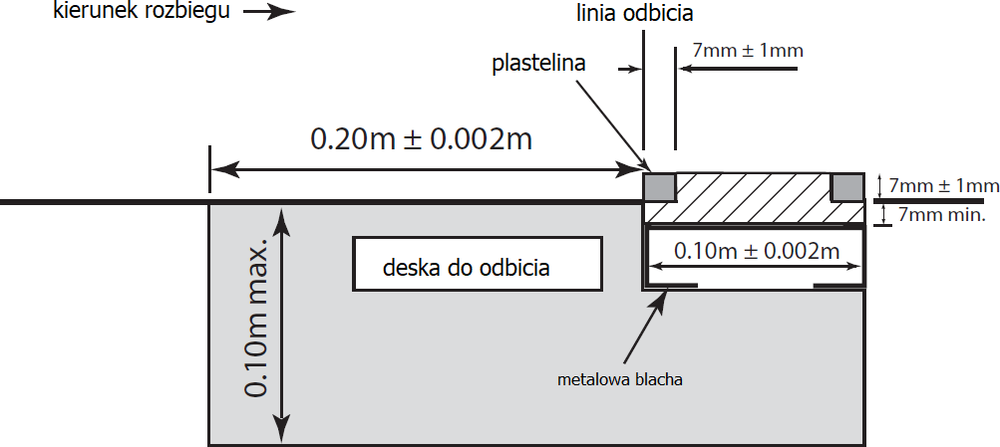 kierunek rozbiegu
linia odbicia
7mm ± 1mm
plastelina
0.20m ± 0.002m
7mm ± 1mm
7mm min.
0.10m ± 0.002m
deska do odbicia
0.10m max.
metalowa blacha